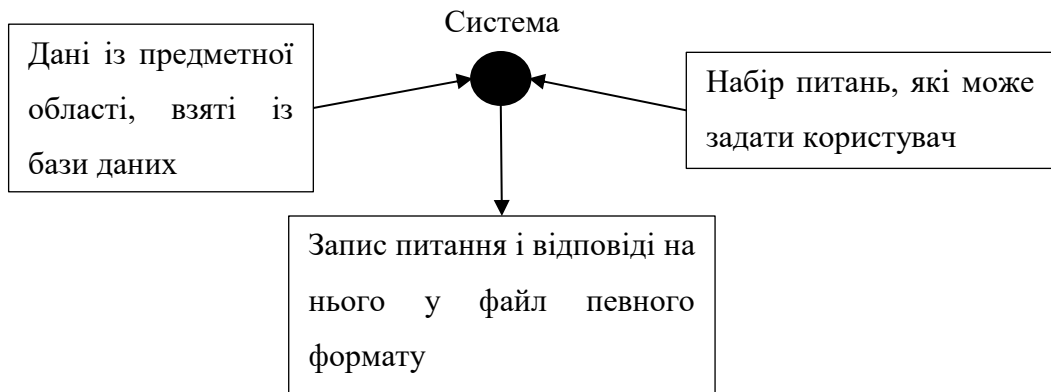 Система
Дані із предметної
області, взяті із
бази даних
Набір питань, які може
задати користувач
Запис питання і відповіді на
нього у файл певного
формату